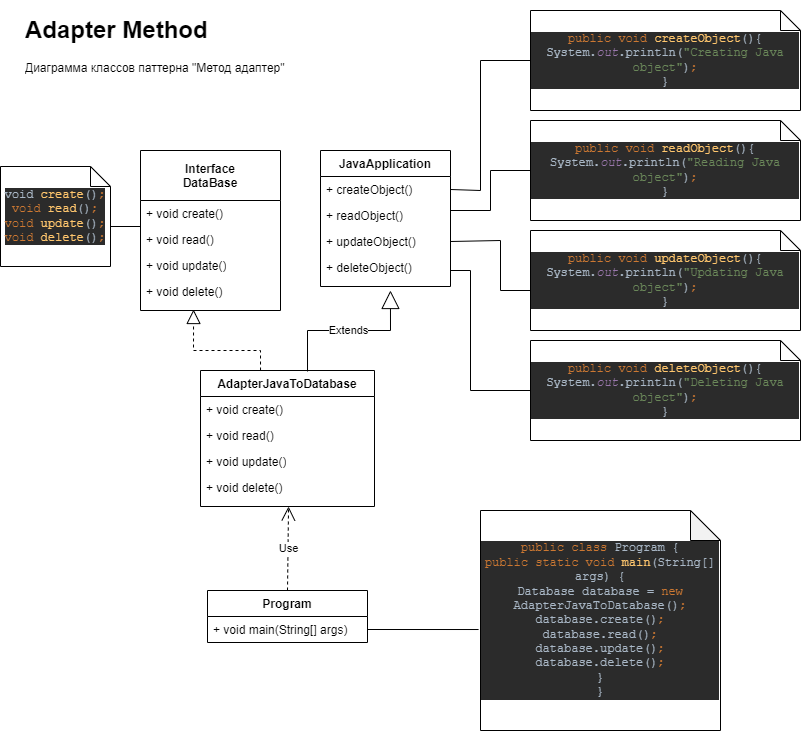 Adapter Method
Диаграмма классов паттерна "Метод адаптер"
void create();
void read();
void update();
void delete();
Interface
DataBase
+ void create()
+ void read()
+ void update()
+ void delete()
JavaApplication
+ createObject()
+ readObject()
+ updateObject()
+ deleteObject()
public void createObject(){
System.out.println("Creating Java
object");
}
public void readObject(){
System.out.println("Reading Java
object");
}
public void updateObject(){
System.out.println("Updating Java
object");
}
public void deleteObject(){
System.out.println("Deleting Java
object");
}
Extends
AdapterJavaToDatabase
+ void create()
+ void read()
+ void update()
+ void delete()
Use
Program
+ void main(String[] args)
public class Program {
public static void main(String[]
args) {
Database database = new
AdapterJavaToDatabase();
database.create();
database.read();
database.update();
database.delete();
}
}